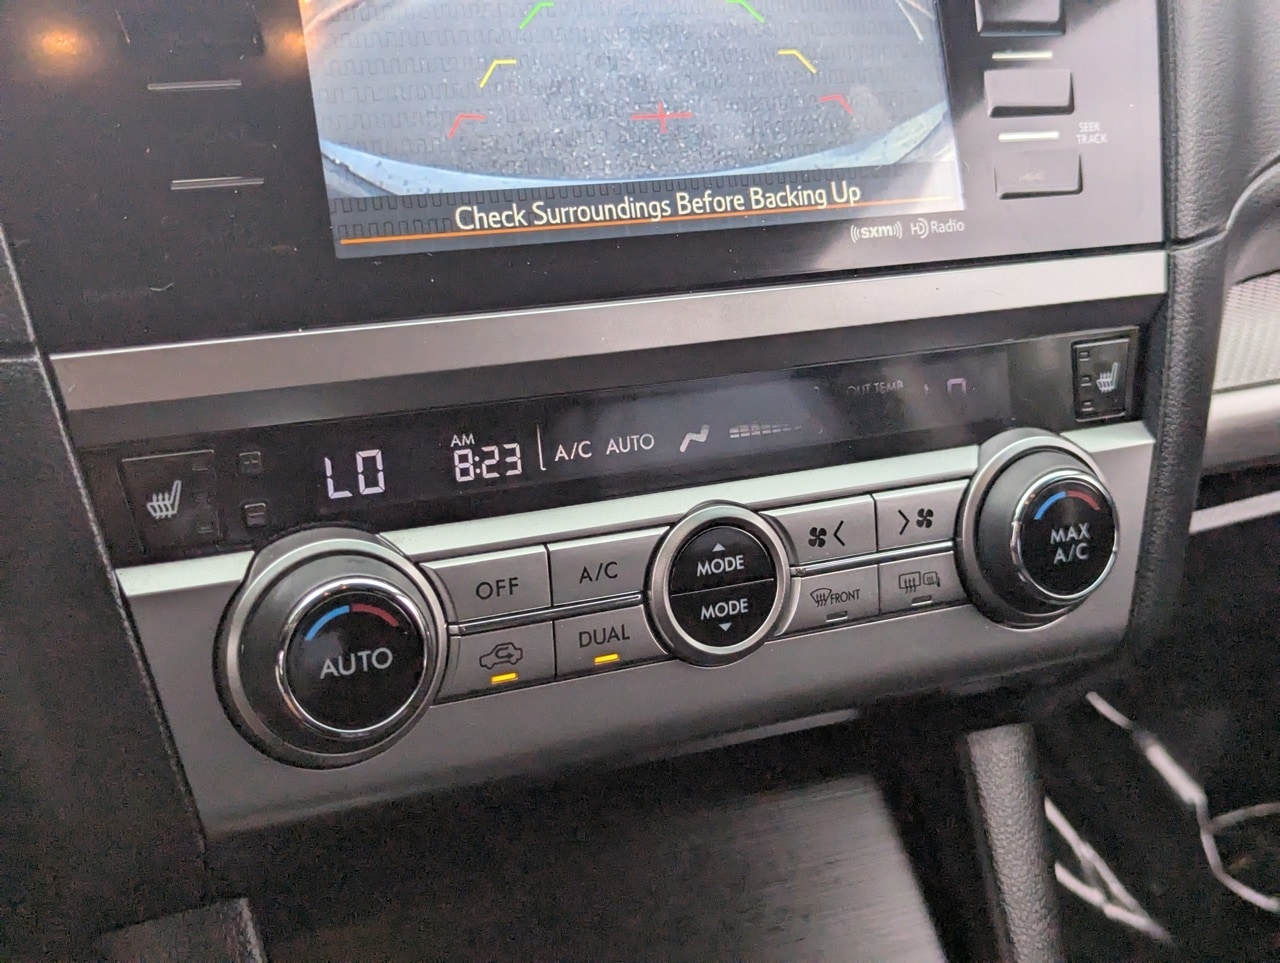 SEEK
TRACK
Check Surroundings Before Backing Up
((sxm)) HD Radio
OUT TEMP
LO
AM
8:23
A/C AUTO
OFF
A/C
MODE
MODE
DUAL
FRONT
AUTO
MAX
A/C